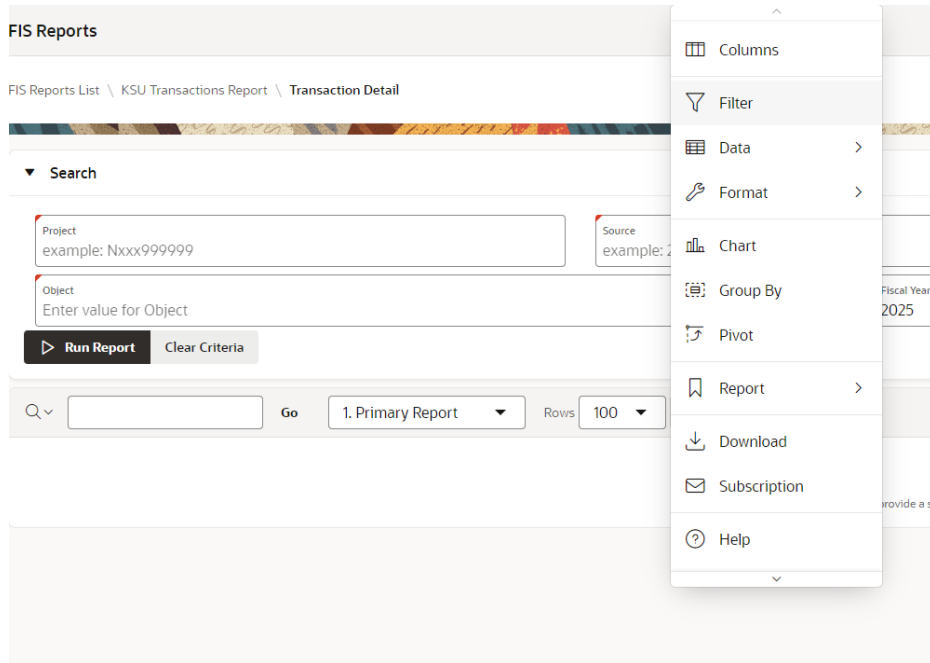 FIS Reports
FIS Reports List \ KSU Transactions Report \ Transaction Detail
Search
Project
example: Nxxx999999
Source
example: 2
Object
Enter value for Object
Fiscal Year
2025
Run Report
Clear Criteria
Go
1. Primary Report
Rows
100
Columns
Filter
Data
Format
Chart
Group By
Pivot
Report
Download
Subscription
Help
provide a s